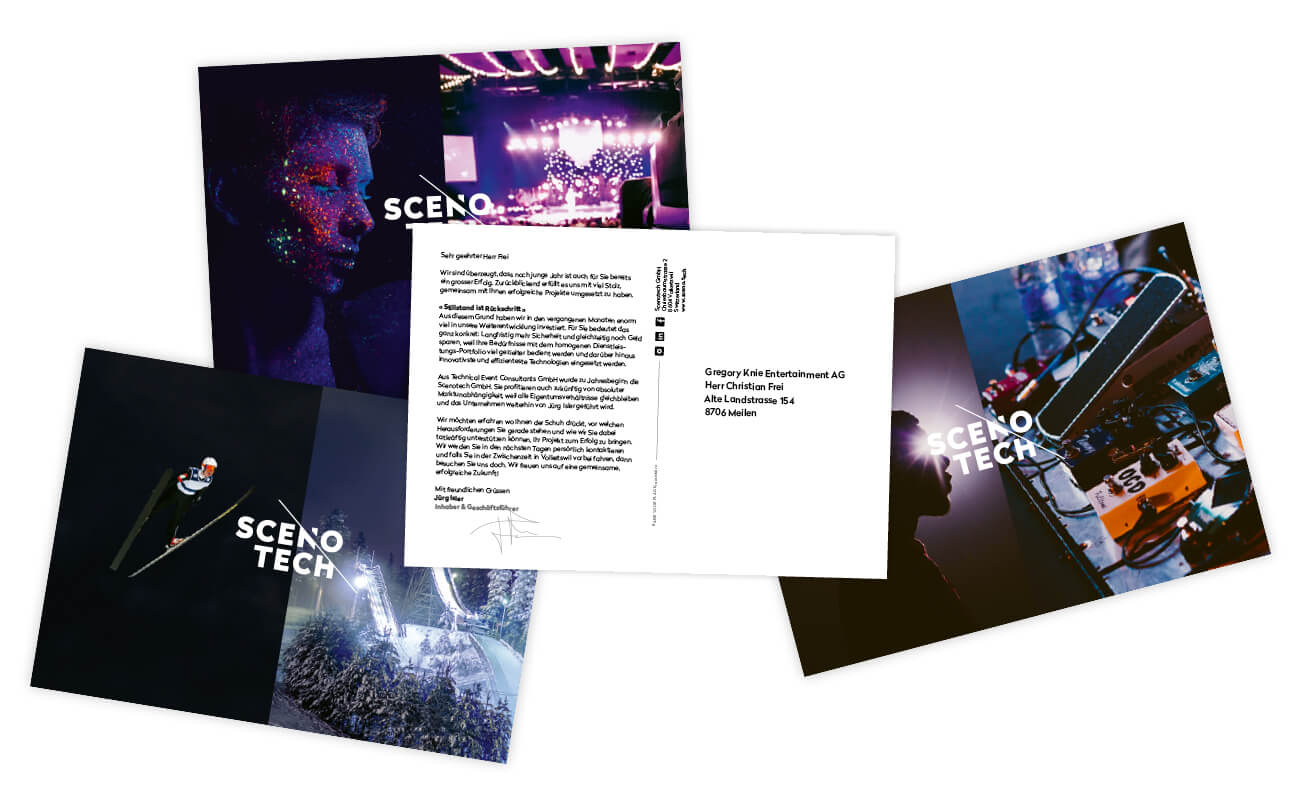 SCENO
Sehr geehrter Herr Frei
Wir sind überzeugt, dass noch junge Jahr ist auch für Sie bereits
ein grosser Erfolg. Zurückblickend erfüllt es uns mit viel Stolz,
gemeinsam mit Ihnen erfolgreiche Projekte umgesetzt zu haben.
«Stillstand ist Rückschritt»
Aus diesem Grund haben wir in den vergangenen Monaten enorm
viel in unsere Weiterentwicklung investiert. Für Sie bedeutet das
ganz konkret: Langfristig mehr Sicherheit und gleichzeitig noch Geld
sparen, weil Ihre Bedürfnisse mit dem homogenen Dienstleis-
tungs-Portfolio viel gezielter bedient werden und darüber hinaus
innovativste und effizienteste Technologien eingesetzt werden.
Aus Technical Event Consultants GmbH wurde zu Jahresbeginn die
Scenotech GmbH. Sie profitieren auch zukünftig von absoluter
Marktunabhängigkeit, weil alle Eigentumsverhältnisse gleichbleiben
und das Unternehmen weiterhin von Jürg Isler geführt wird.
Wir möchten erfahren wo Ihnen der Schuh drückt, vor welchen
Herausforderungen Sie gerade stehen und wie wir Sie dabei
tatkräftig unterstützen können, Ihr Projekt zum Erfolg zu bringen.
Wir werden Sie in den nächsten Tagen persönlich kontaktieren
und falls Sie in der Zwischenzeit in Volketswil vorbei fahren, dann
besuchen Sie uns doch. Wir freuen uns auf eine gemeinsame,
erfolgreiche Zukunft!
Mit freundlichen Grüssen
Jürg Isler
Inhaber & Geschäftsführer
Scenotech GmbH
8604 Volketswil
Switzerland
www.sceno.tech
Gregory Knie Entertainment AG
Herr Christian Frei
Alte Landstrasse 154
8706 Meilen
SCENO
TECH
SCENO
TECH
OCD